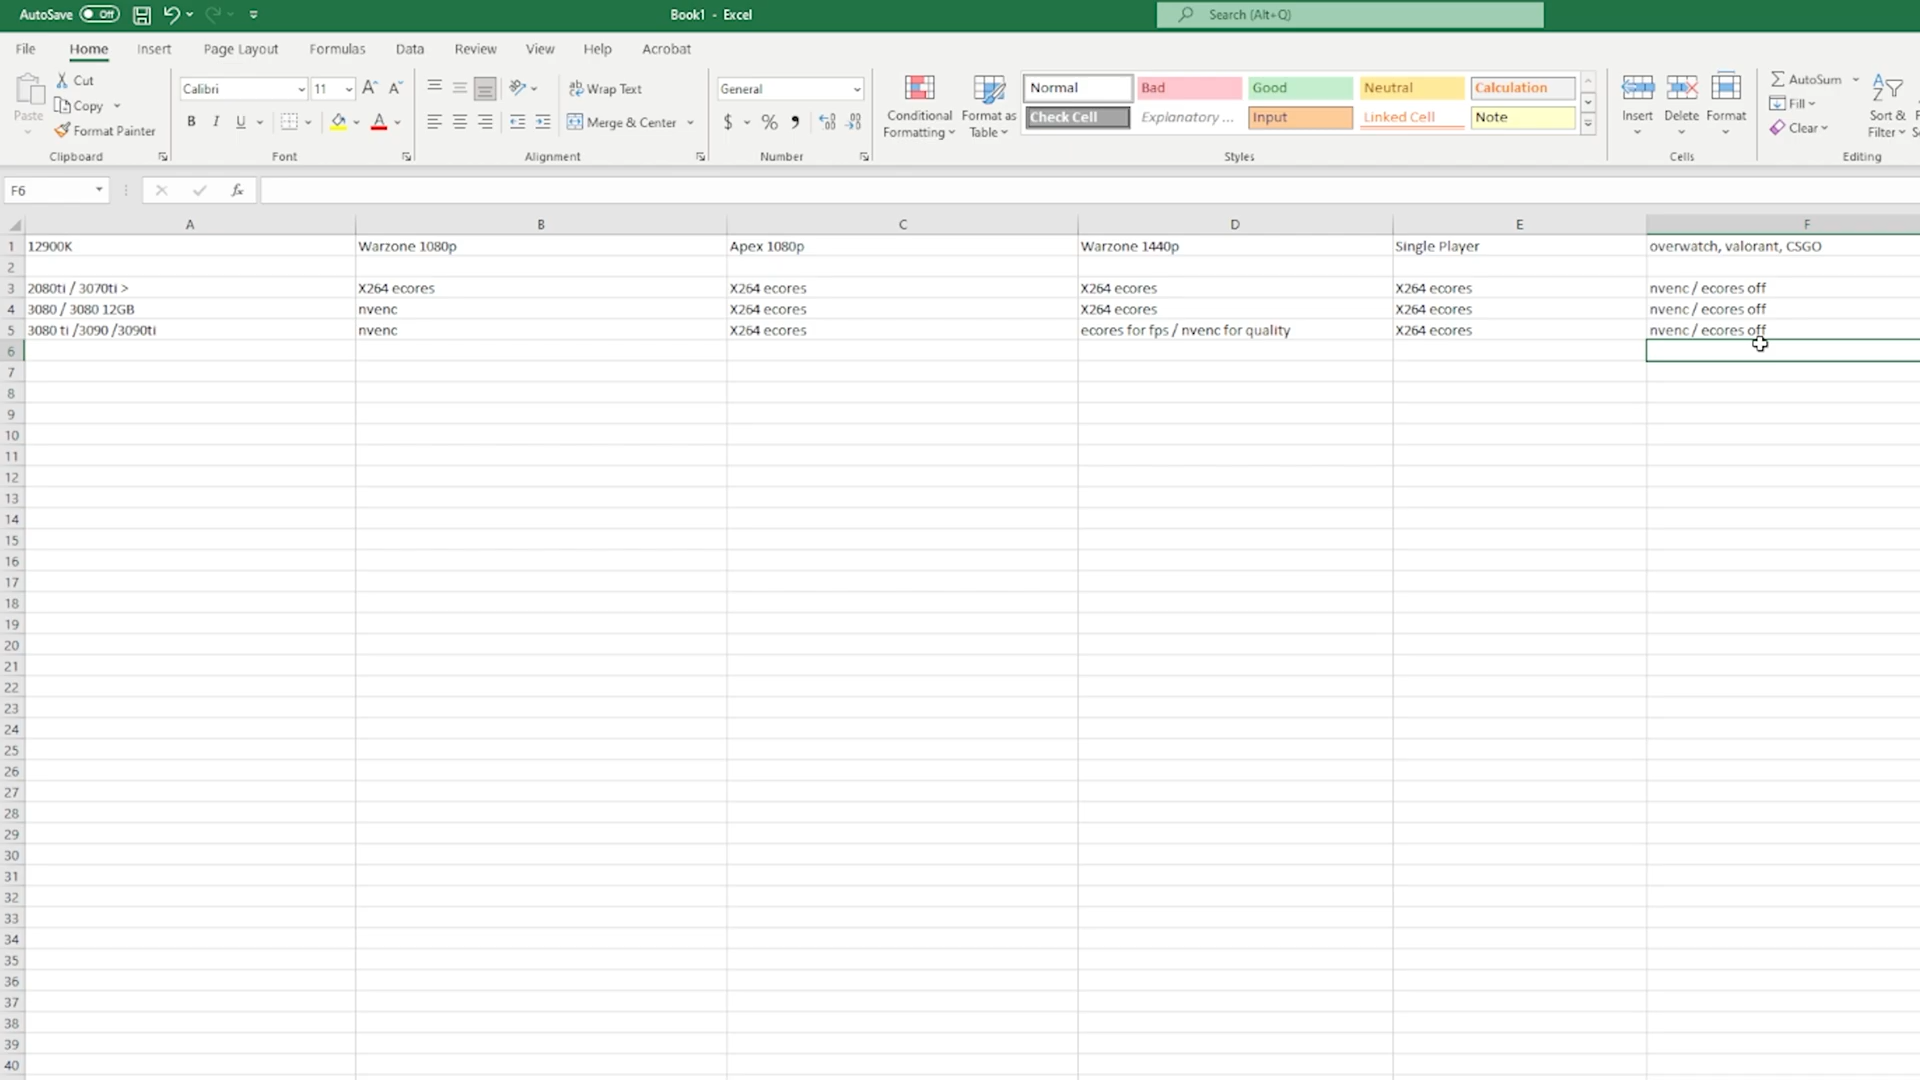 AutoSave Off Book1 - Excel Search (Alt+Q)
File Home Insert Page Layout Formulas Data Review View Help Acrobat
Paste Cut Copy Format Painter Clipboard
Calibri 11 A A B I U A Font
ab Wrap Text Merge & Center Alignment
General $ % Number
Conditional Formatting Format as Table
Normal Bad Good Neutral Calculation
Check Cell Explanatory ... Input Linked Cell Note
Styles
Insert Delete Format Cells
AutoSum Fill Clear Sort & Filter Editing
F6 fx
A B C D E F
1 12900K Warzone 1080p Apex 1080p Warzone 1440p Single Player overwatch, valorant, CSGO
2
3 2080ti / 3070ti > X264 ecores X264 ecores X264 ecores X264 ecores nvenc / ecores off
4 3080 / 3080 12GB nvenc X264 ecores X264 ecores X264 ecores nvenc / ecores off
5 3080 ti /3090 /3090ti nvenc X264 ecores ecores for fps / nvenc for quality X264 ecores nvenc / ecores off
6
7
8
9
10
11
12
13
14
15
16
17
18
19
20
21
22
23
24
25
26
27
28
29
30
31
32
33
34
35
36
37
38
39
40